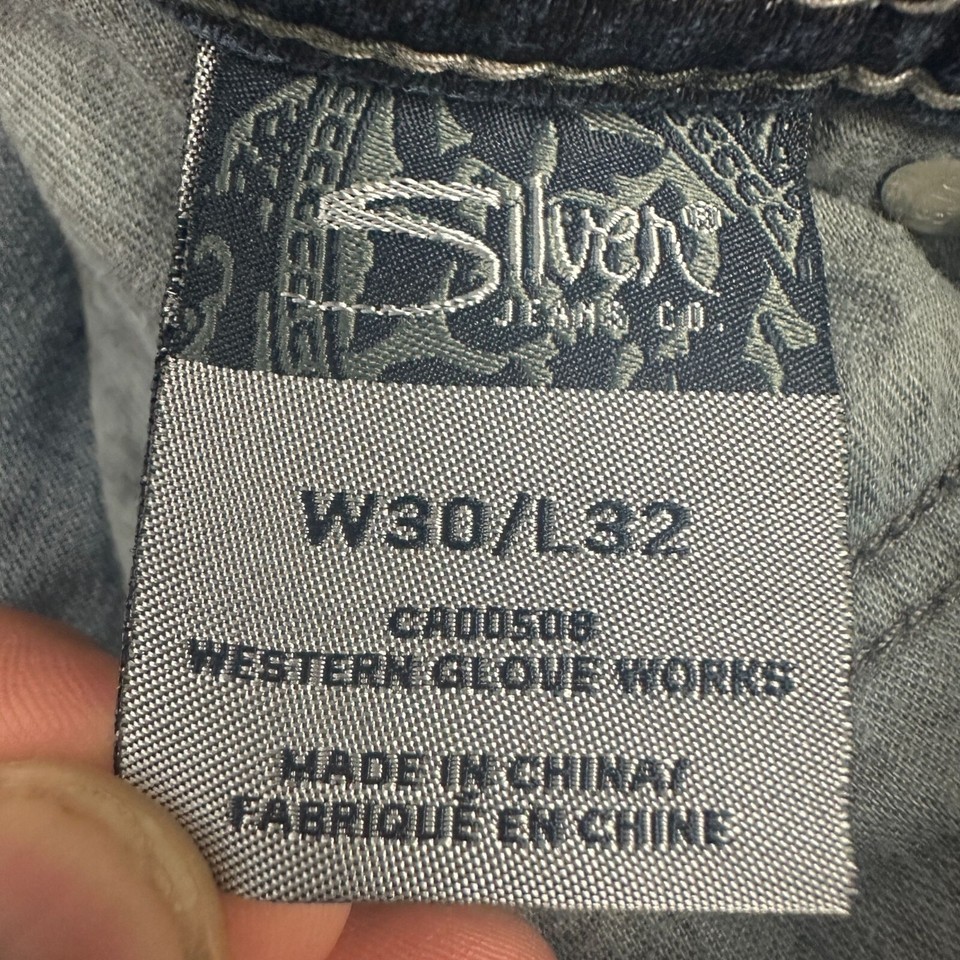 Silver
JEANS CO.
W30/L32
CA00508
WESTERN GLOVE WORKS
MADE IN CHINA/
FABRIQUÉ EN CHINE